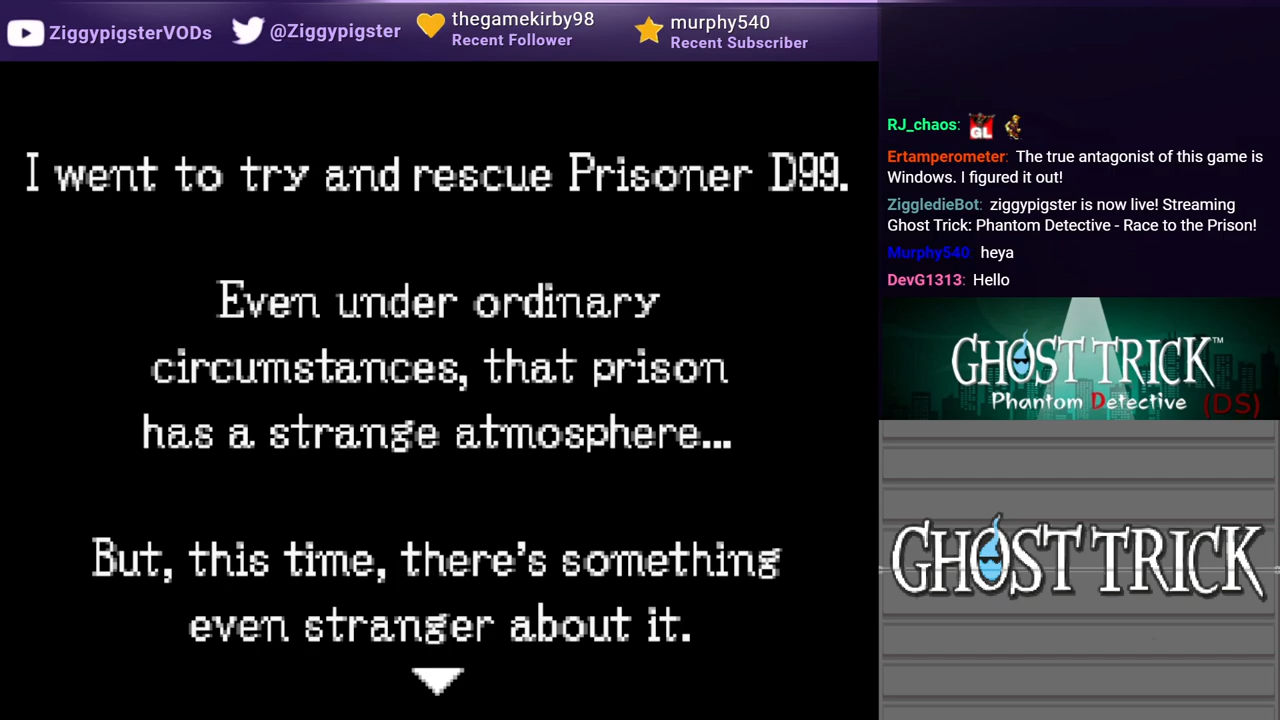 ZiggypigsterVODs
@Ziggypigster
thegamekirby98
Recent Follower
murphy540
Recent Subscriber
I went to try and rescue Prisoner D99.
Even under ordinary
circumstances, that prison
has a strange atmosphere...
But, this time, there's something
even stranger about it.
RJ_chaos:
GL
Ertamperometer: The true antagonist of this game is
Windows. I figured it out!
ZiggledieBot: ziggypigster is now live! Streaming
Ghost Trick: Phantom Detective - Race to the Prison!
Murphy540: heya
DevG1313: Hello
GHOST TRICK™
Phantom Detective (DS)
GHOST TRICK